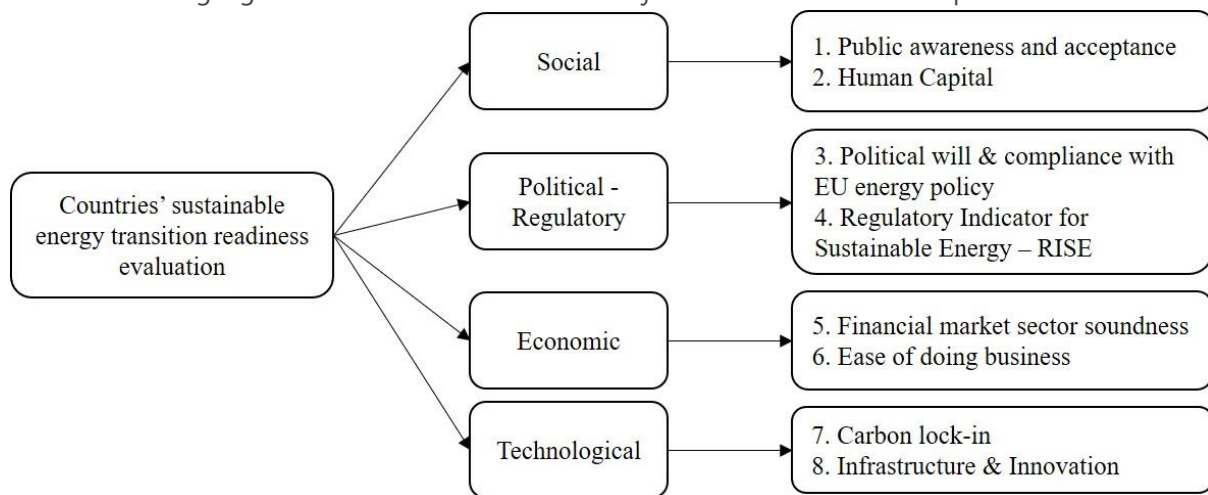 Countries' sustainable
energy transition readiness
evaluation
Social
1. Public awareness and acceptance
2. Human Capital
Political -
Regulatory
3. Political will & compliance with
EU energy policy
4. Regulatory Indicator for
Sustainable Energy – RISE
Economic
5. Financial market sector soundness
6. Ease of doing business
Technological
7. Carbon lock-in
8. Infrastructure & Innovation